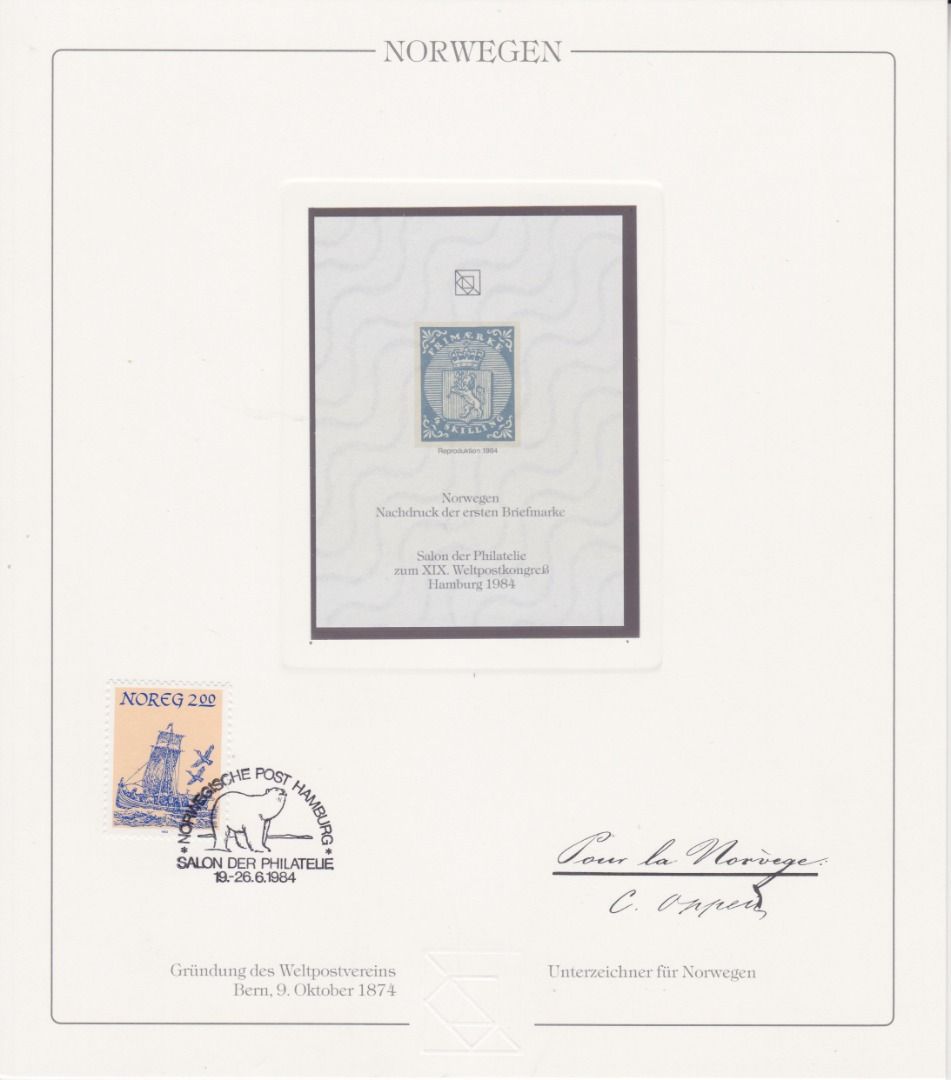 NORWEGEN
FRIMÆRKE
4 SKILLING
Reproduktion 1984
Norwegen
Nachdruck der ersten Briefmarke
Salon der Philatelie
zum XIX. Weltpostkongreß
Hamburg 1984
NOREG 2.00
* NORWEGISCHE POST HAMBURG *
SALON DER PHILATELIE
19.-26.6.1984
Pour la Norvège:
C. Oppen
Gründung des Weltpostvereins
Bern, 9. Oktober 1874
Unterzeichner für Norwegen